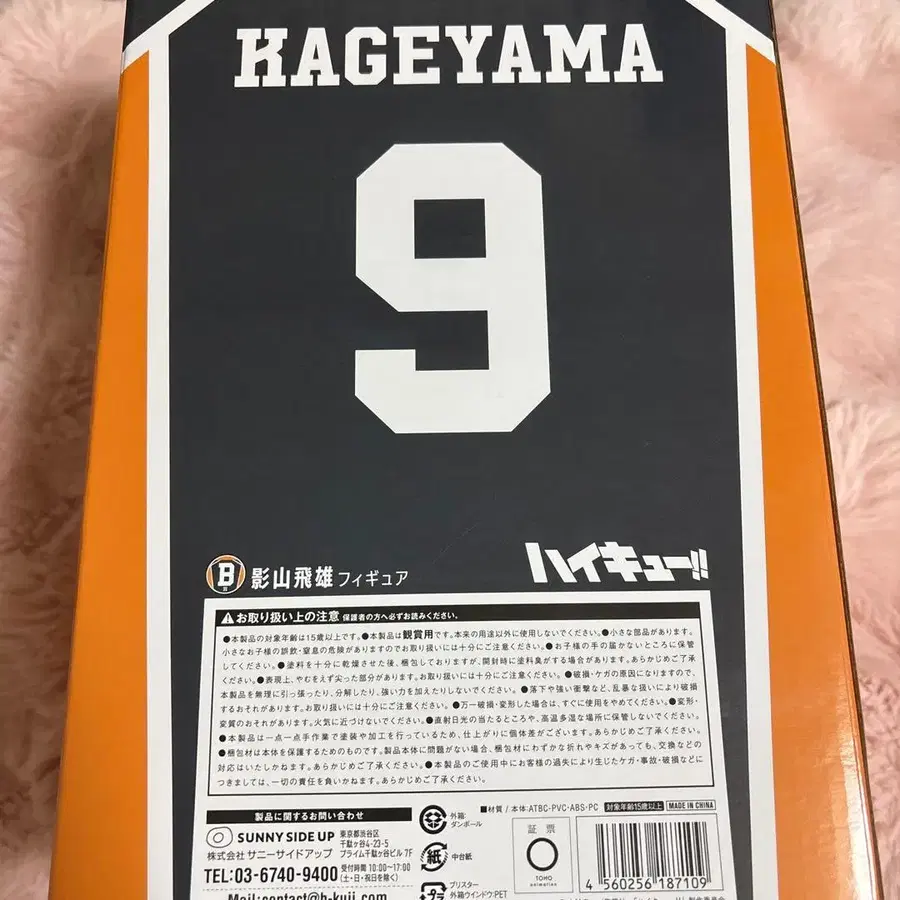 KAGEYAMA
9
ハイキュー!!
B 影山飛雄フィギュア
お取り扱い上の注意 保護者の方へ必ずお読みください。
●本製品の対象年齢は15歳以上です。●本製品は観賞用です。本来の用途以外に使用しないでください。●小さな部品があります。
小さなお子様の誤飲・窒息の危険がありますのでお取り扱いには十分にご注意ください。●お子様の手の届かないところに保管
してください。●塗料を十分に乾燥させた後、梱包しておりますが、開封時に塗料臭がする場合があります。あらかじめご了承く
ださい。●表現上、やむをえず尖った部分があります。お取り扱いには十分にご注意ください。●破損・ケガの原因になりますので、
本製品を無理に引っ張ったり、分解したり、強い力を加えたりしないでください。●落下や強い衝撃など、乱暴な扱いにより破損
するおそれがあります。お取り扱いには十分にご注意ください。●万一破損・変形した場合は、すぐに使用をやめてください。●変形・
変質のおそれがあります。火気に近づけないでください。●直射日光の当たるところや、高温多湿な場所に保管しないでください。
●本製品は一点一点手作業で塗装や加工を行っているため、仕上がりに個体差がございます。あらかじめご了承ください。
●梱包材は本体を保護するためのものです。製品本体に問題がない場合、梱包材にわずかな折れやキズがあっても、交換などの
対応はいたしかねます。あらかじめご了承ください。●本製品のご使用中にお客様の過失により生じたケガ・事故・破損などに
つきましては、一切の責任を負いかねます。あらかじめご了承ください。
製品に関するお問い合わせ
SUNNY SIDE UP
株式会社 サニーサイドアップ
東京都渋谷区
千駄ヶ谷4-23-5
プライム千駄ヶ谷ビル 7F
TEL:03-6740-9400
受付時間 10:00〜17:00
(土・日・祝日を除く)
Mail:contact@h-kuji.com
外箱:
ダンボール
紙 中台紙
ブリスター
外箱ウインドウ:PET
プラ
■材質/本体:ATBC-PVC・ABS・PC
対象年齢15歳以上
MADE IN CHINA
証票
TOHO
animation
4 560256 187109